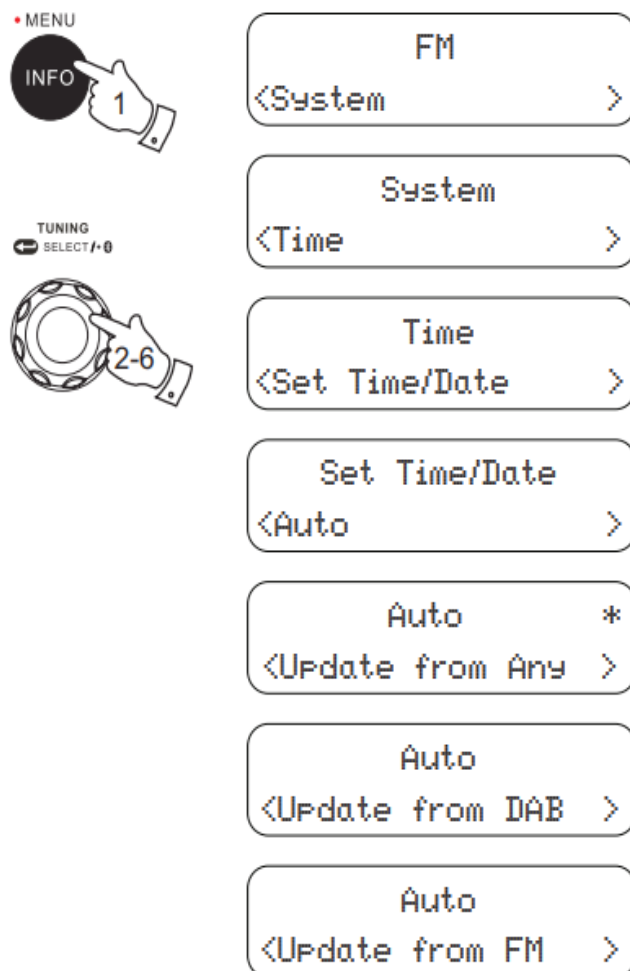 • MENU
INFO
1
TUNING
SELECT/•
2-6
FM
<System >
System
<Time >
Time
<Set Time/Date >
Set Time/Date
<Auto >
Auto *
<Update from Any >
Auto
<Update from DAB >
Auto
<Update from FM >